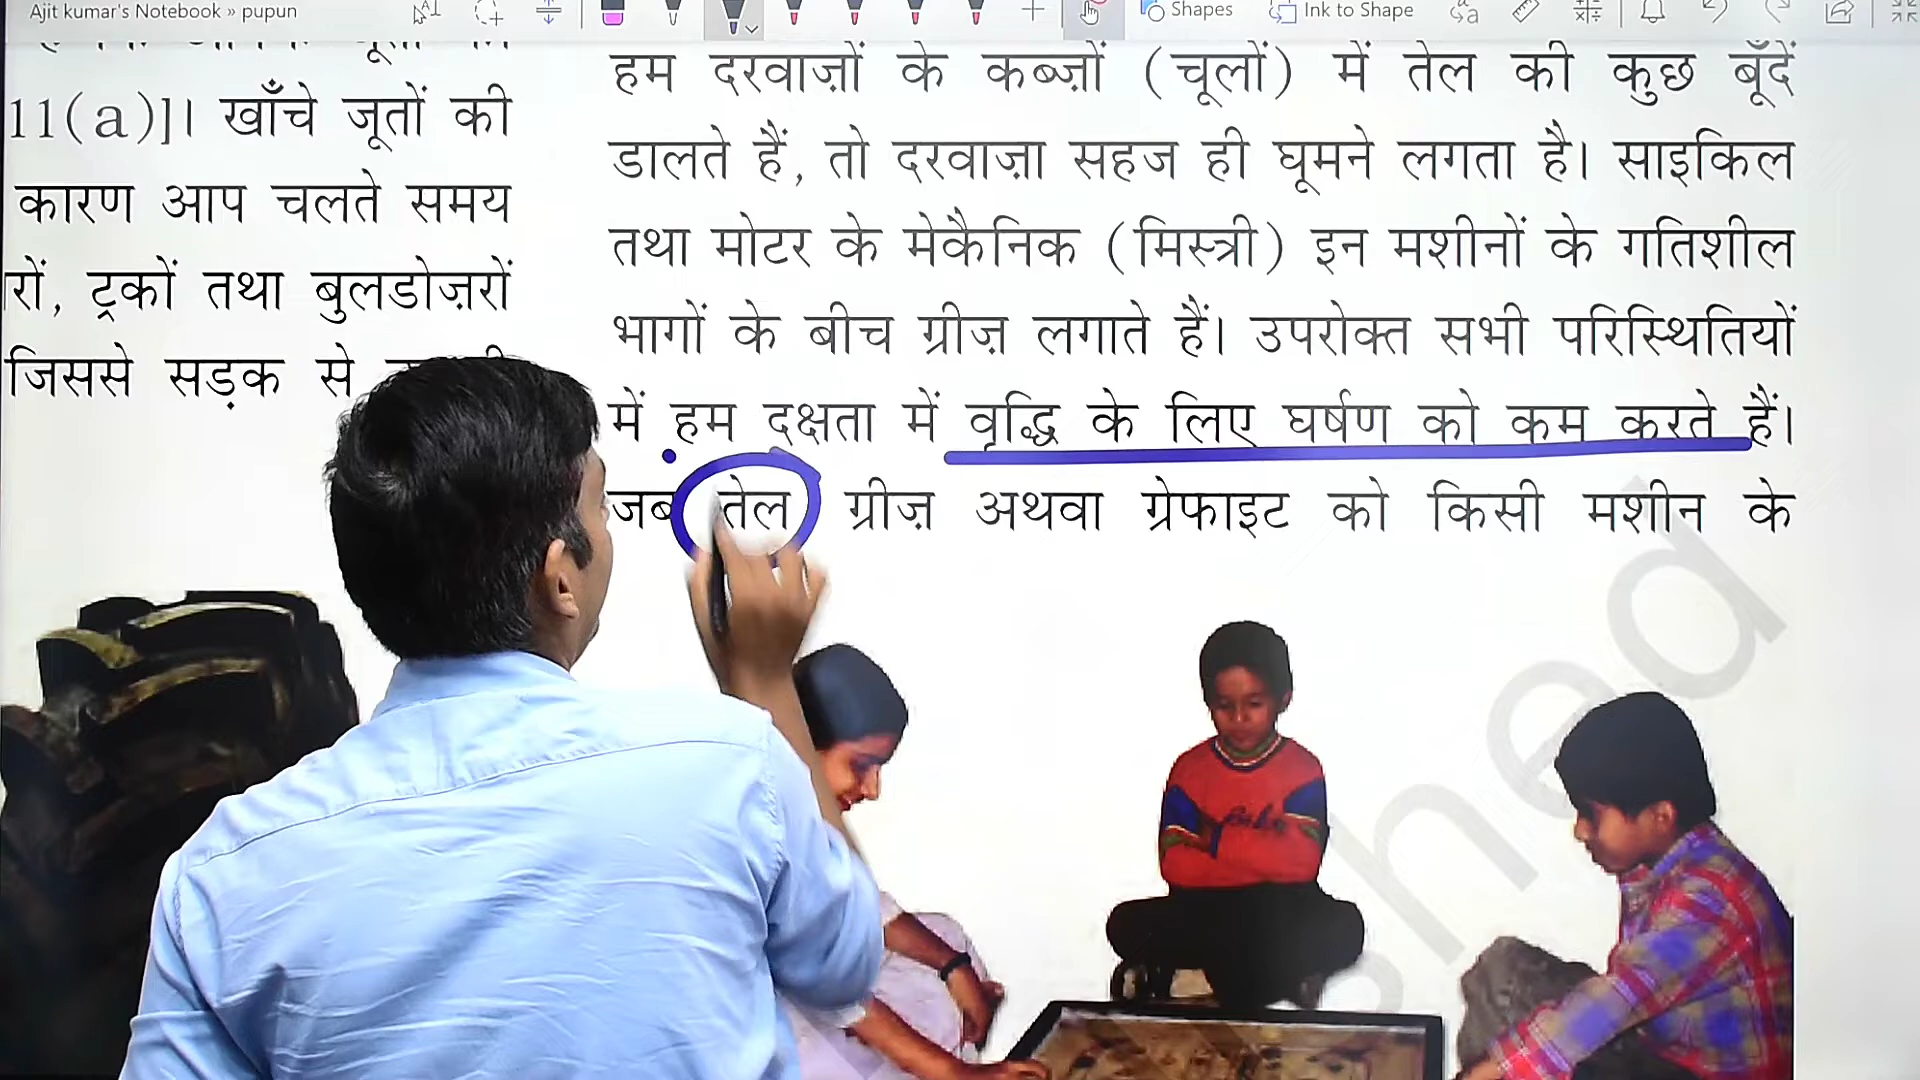 Ajit kumar's Notebook » pupun
Shapes
Ink to Shape
11(a)]। खाँचे जूतों की
कारण आप चलते समय
रों, ट्रकों तथा बुलडोज़रों
जिससे सड़क से
हम दरवाज़ों के कब्ज़ों (चूलों) में तेल की कुछ बूँदें
डालते हैं, तो दरवाज़ा सहज ही घूमने लगता है। साइकिल
तथा मोटर के मेकैनिक (मिस्त्री) इन मशीनों के गतिशील
भागों के बीच ग्रीज़ लगाते हैं। उपरोक्त सभी परिस्थितियों
में हम दक्षता में वृद्धि के लिए घर्षण को कम करते हैं।
जब तेल ग्रीज़ अथवा ग्रेफाइट को किसी मशीन के